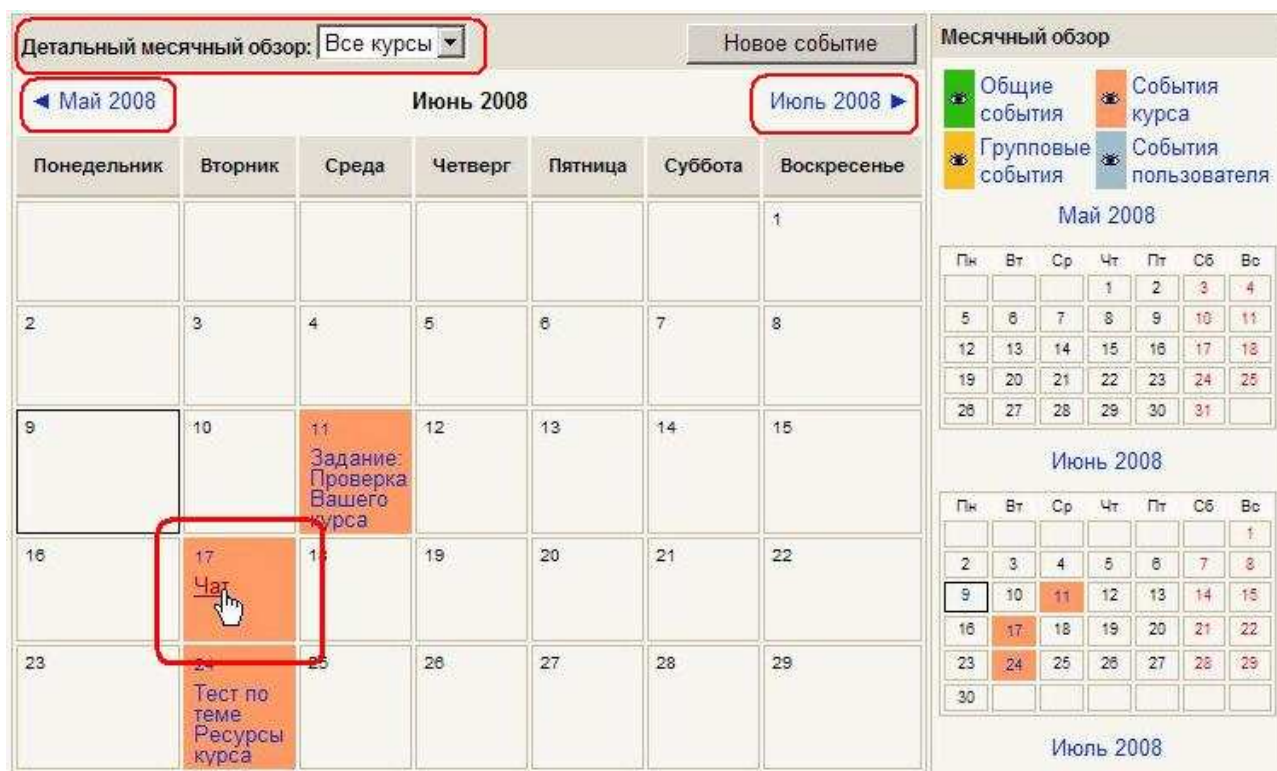 Детальный месячный обзор: Все курсы Новое событие
◄ Май 2008 Июнь 2008 Июль 2008 ►
Понедельник Вторник Среда Четверг Пятница Суббота Воскресенье
1
2 3 4 5 6 7 8
9 10 11 12 13 14 15
Задание:
Проверка
Вашего
курса
16 17 18 19 20 21 22
Чат
23 24 25 26 27 28 29
Тест по
теме
Ресурсы
курса
Месячный обзор
Общие События
события курса
Групповые События
события пользователя
Май 2008
Пн Вт Ср Чт Пт Сб Вс
1 2 3 4
5 6 7 8 9 10 11
12 13 14 15 16 17 18
19 20 21 22 23 24 25
26 27 28 29 30 31
Июнь 2008
Пн Вт Ср Чт Пт Сб Вс
1
2 3 4 5 6 7 8
9 10 11 12 13 14 15
16 17 18 19 20 21 22
23 24 25 26 27 28 29
30
Июль 2008